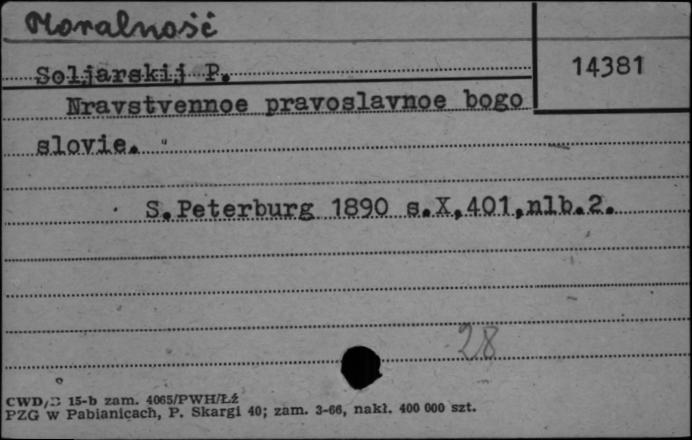 Moralność
Soljarskij P.
14381
Nravstvennoe pravoslavnoe bogo
slovie.
S.Peterburg 1890 s.X,401,nlb.2.
28
CWD/B 15-b zam. 4065/PWH/Łź
PZG w Pabianicach, P. Skargi 40; zam. 3-66, nakł. 400 000 szt.